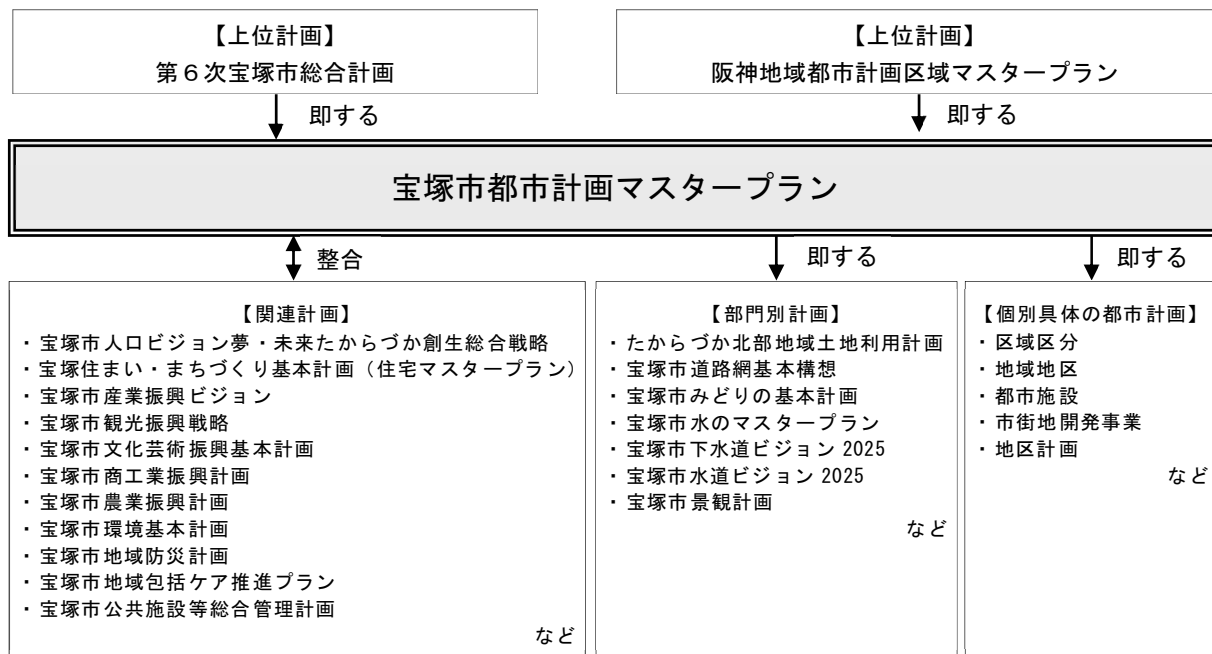 【上位計画】
第６次宝塚市総合計画
【上位計画】
阪神地域都市計画区域マスタープラン
即する
即する
宝塚市都市計画マスタープラン
整合
即する
即する
【関連計画】
・宝塚市人口ビジョン夢・未来たからづか創生総合戦略
・宝塚住まい・まちづくり基本計画（住宅マスタープラン）
・宝塚市産業振興ビジョン
・宝塚市観光振興戦略
・宝塚市文化芸術振興基本計画
・宝塚市商工業振興計画
・宝塚市農業振興計画
・宝塚市環境基本計画
・宝塚市地域防災計画
・宝塚市地域包括ケア推進プラン
・宝塚市公共施設等総合管理計画
など
【部門別計画】
・たからづか北部地域土地利用計画
・宝塚市道路網基本構想
・宝塚市みどりの基本計画
・宝塚市水のマスタープラン
・宝塚市下水道ビジョン 2025
・宝塚市水道ビジョン 2025
・宝塚市景観計画
など
【個別具体の都市計画】
・区域区分
・地域地区
・都市施設
・市街地開発事業
・地区計画
など